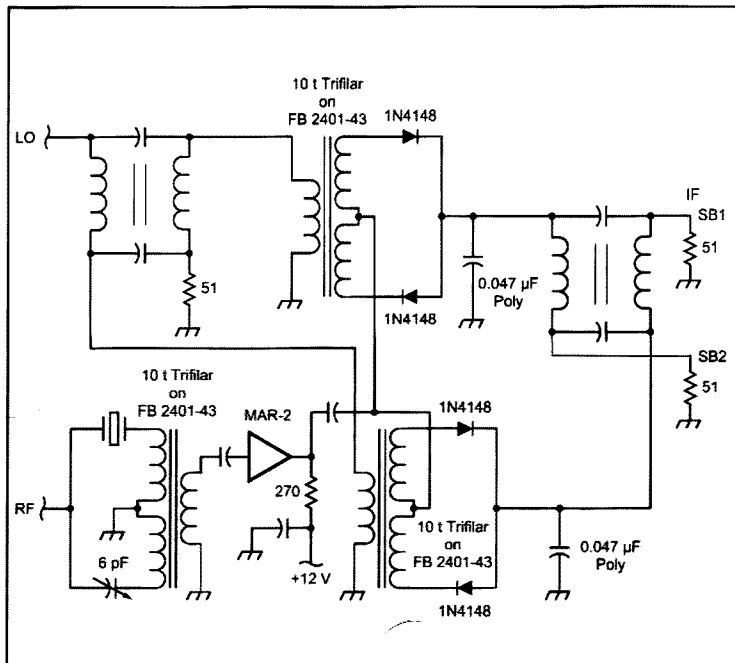 10 t Trifilar
on
FB 2401-43
1N4148
LO
IF
SB1
51
0.047 µF
Poly
51
1N4148
SB2
51
10 t Trifilar
on
FB 2401-43
MAR-2
1N4148
RF
270
6 pF
+12 V
10 t Trifilar
on
FB 2401-43
0.047 µF
Poly
1N4148